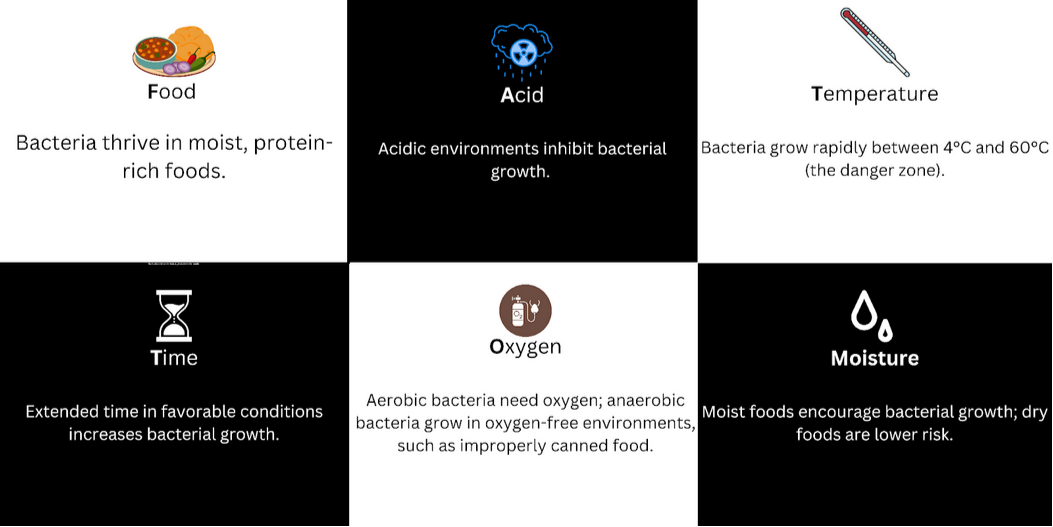 Food
Bacteria thrive in moist, protein-
rich foods.
Acid
Acidic environments inhibit bacterial
growth.
Temperature
Bacteria grow rapidly between 4°C and 60°C
(the danger zone).
Time
Extended time in favorable conditions
increases bacterial growth.
O₂
Oxygen
Aerobic bacteria need oxygen; anaerobic
bacteria grow in oxygen-free environments,
such as improperly canned food.
Moisture
Moist foods encourage bacterial growth; dry
foods are lower risk.